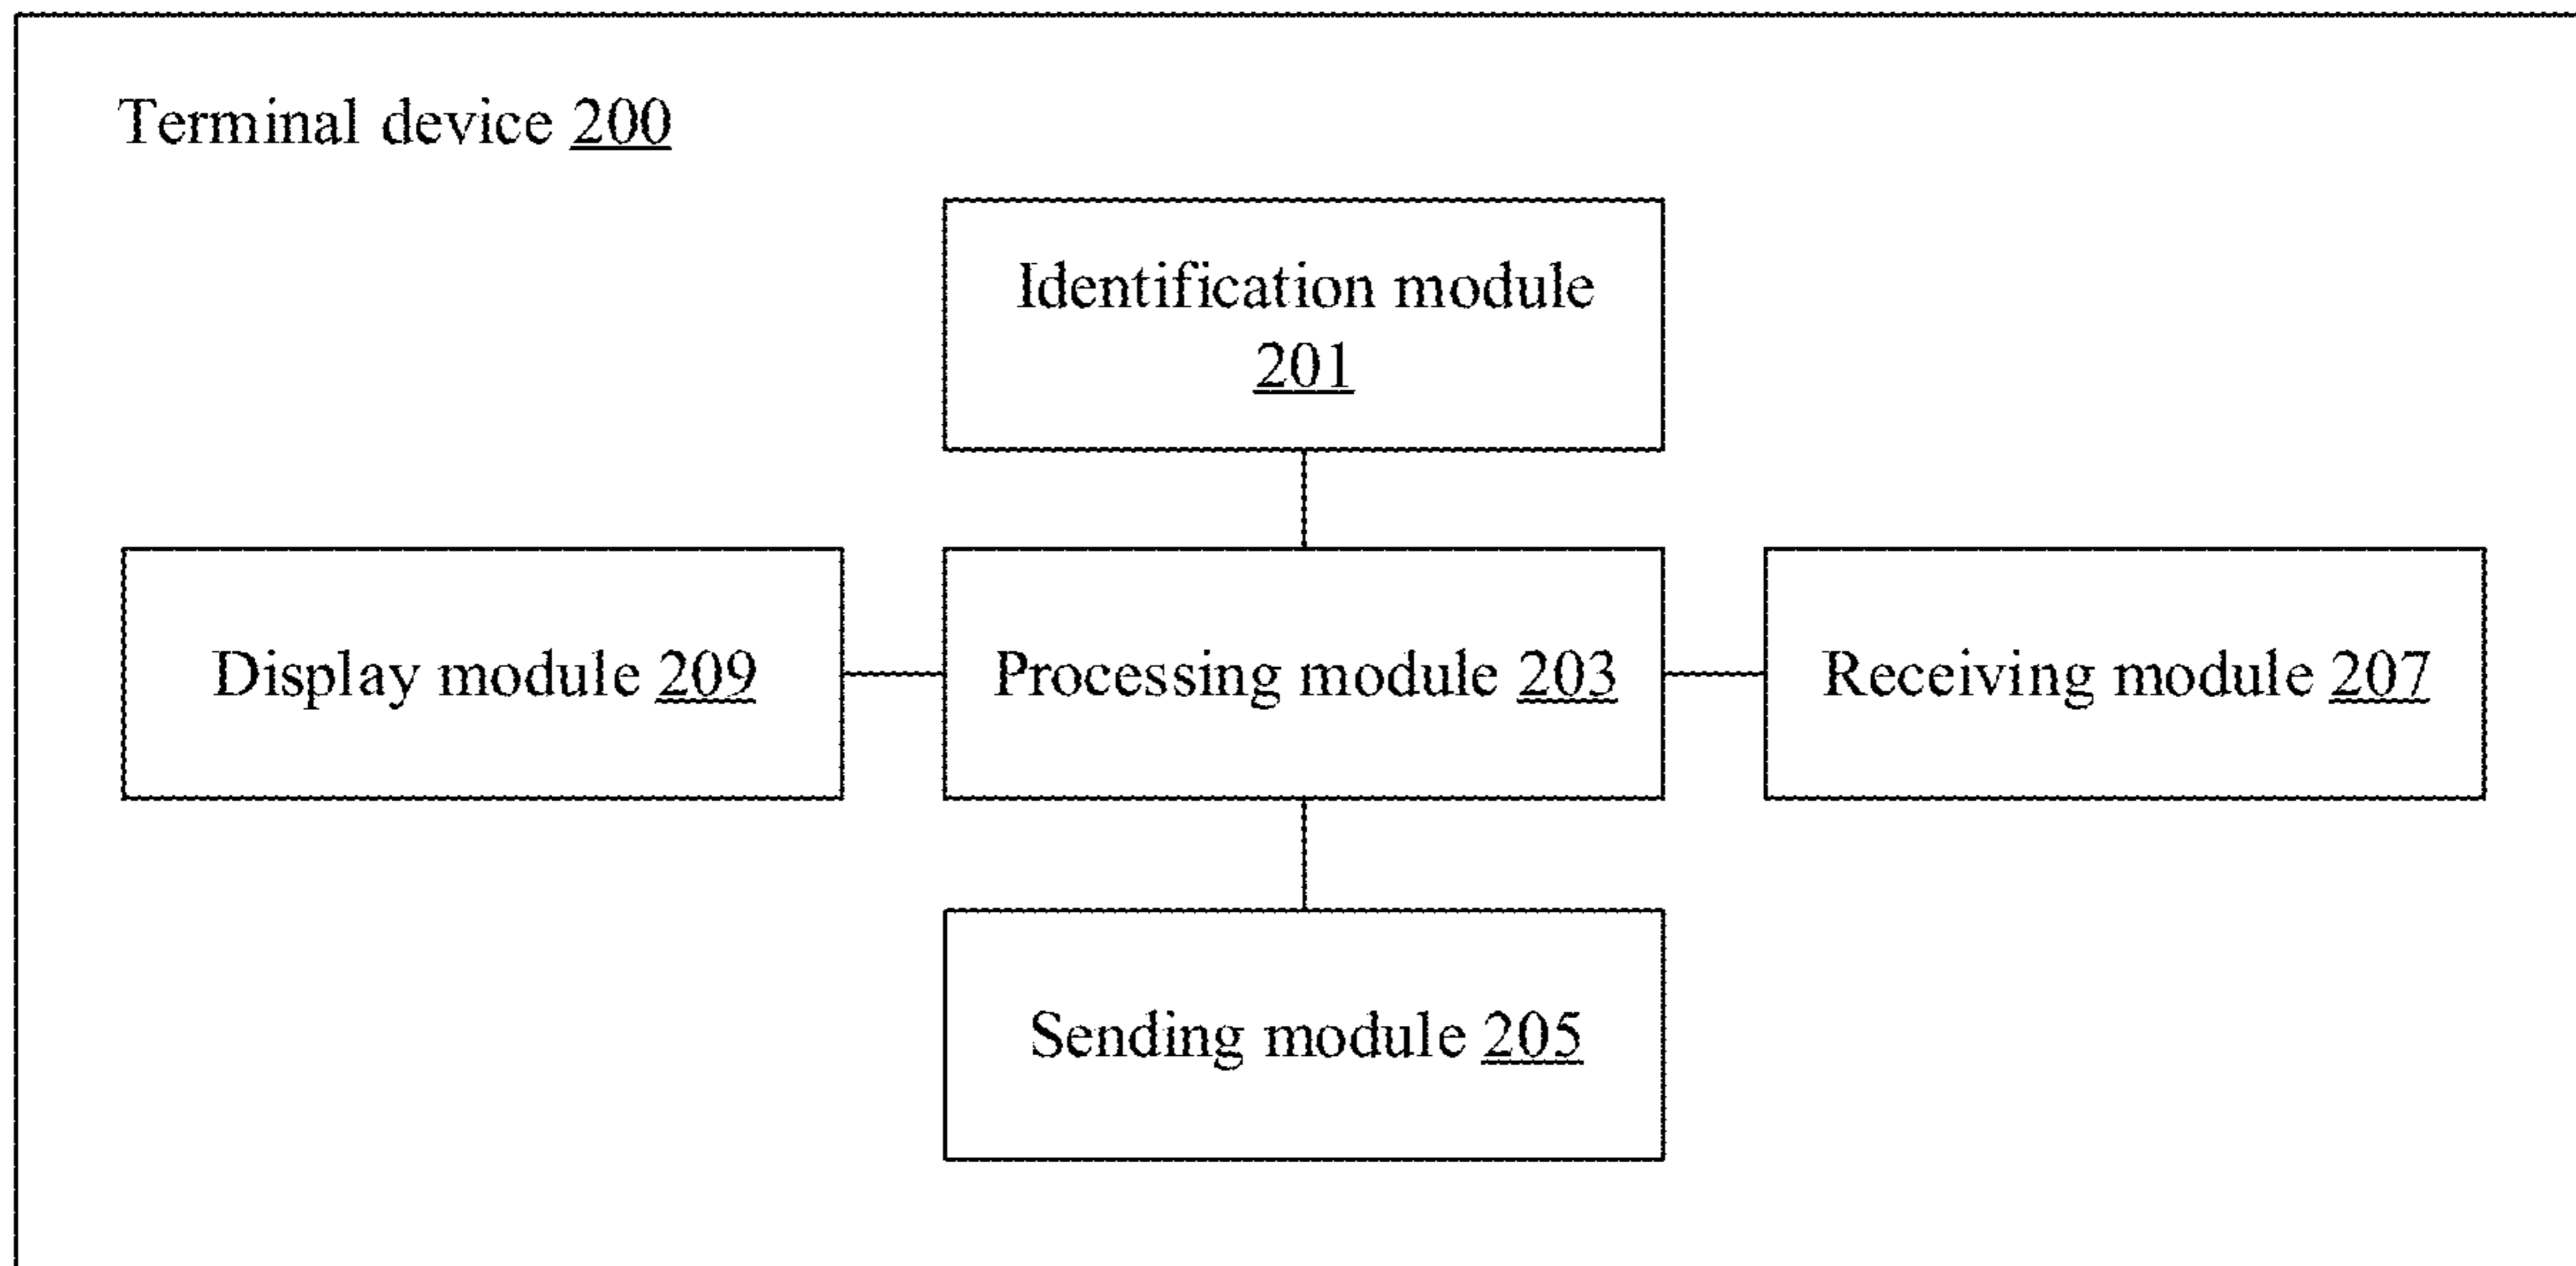 Terminal device 200
Identification module
201
Display module 209
Processing module 203
Receiving module 207
Sending module 205